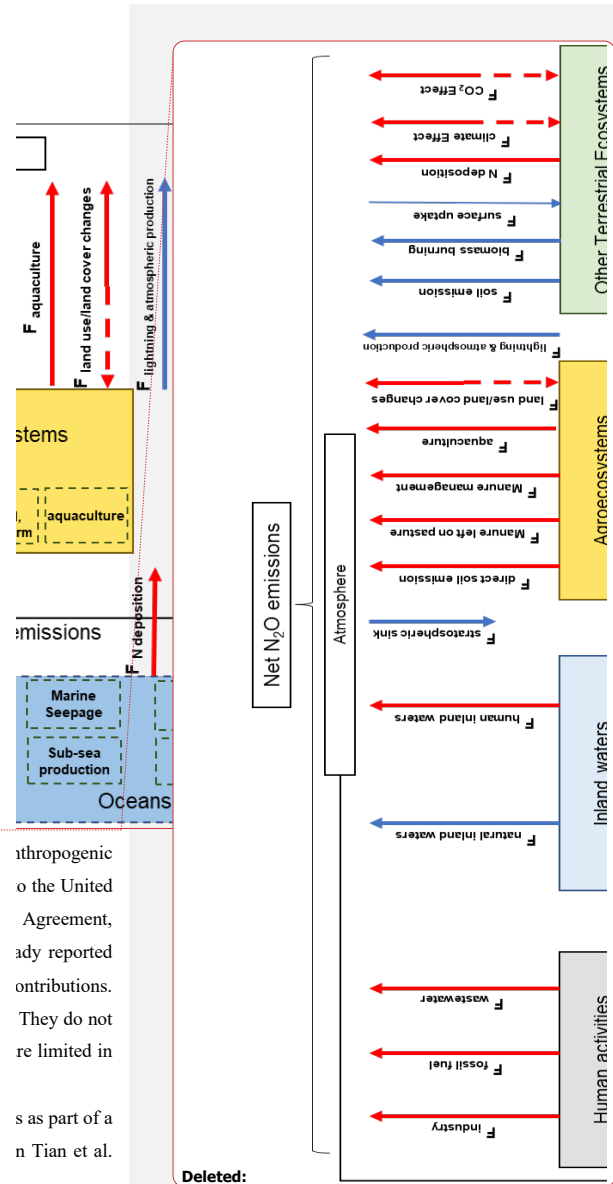 F aquaculture
F land use/land cover changes
F lightning & atmospheric production
stems
l,
rm
aquaculture
emissions
F N deposition
Marine
Seepage
Sub-sea
production
Oceans
nthropogenic
o the United
Agreement,
ady reported
ontributions.
They do not
re limited in
s as part of a
n Tian et al.
Net N₂O emissions
Atmosphere
F CO₂ Effect
F climate Effect
F N deposition
F surface uptake
F biomass burning
F soil emission
Other Terrestrial Ecosystems
F lightning & atmospheric production
F land use/land cover changes
F aquaculture
F Manure management
F Manure left on pasture
F direct soil emission
Agroecosystems
F stratospheric sink
F human inland waters
F natural inland waters
Inland waters
F wastewater
F fossil fuel
F industry
Human activities
Deleted: